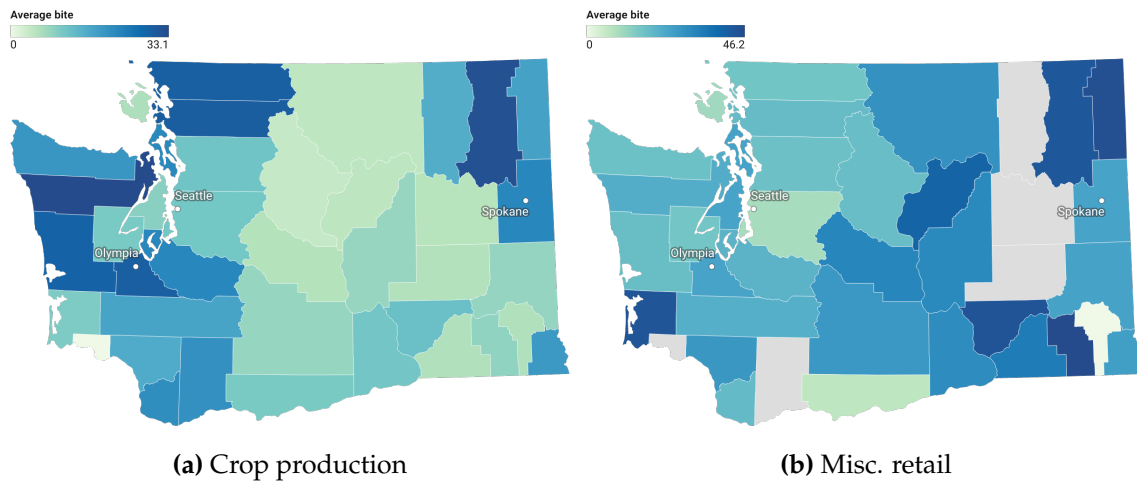 Average bite
0 33.1
Seattle
Spokane
Olympia
(a) Crop production
Average bite
0 46.2
Seattle
Spokane
Olympia
(b) Misc. retail